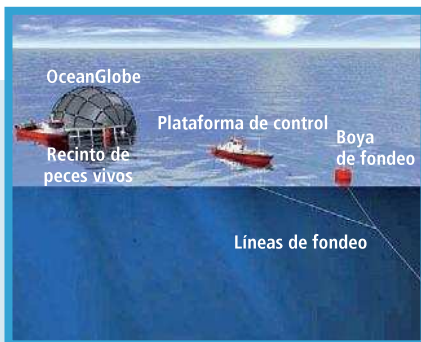 OceanGlobe
Recinto de
peces vivos
Plataforma de control
Boya
de fondeo
Líneas de fondeo